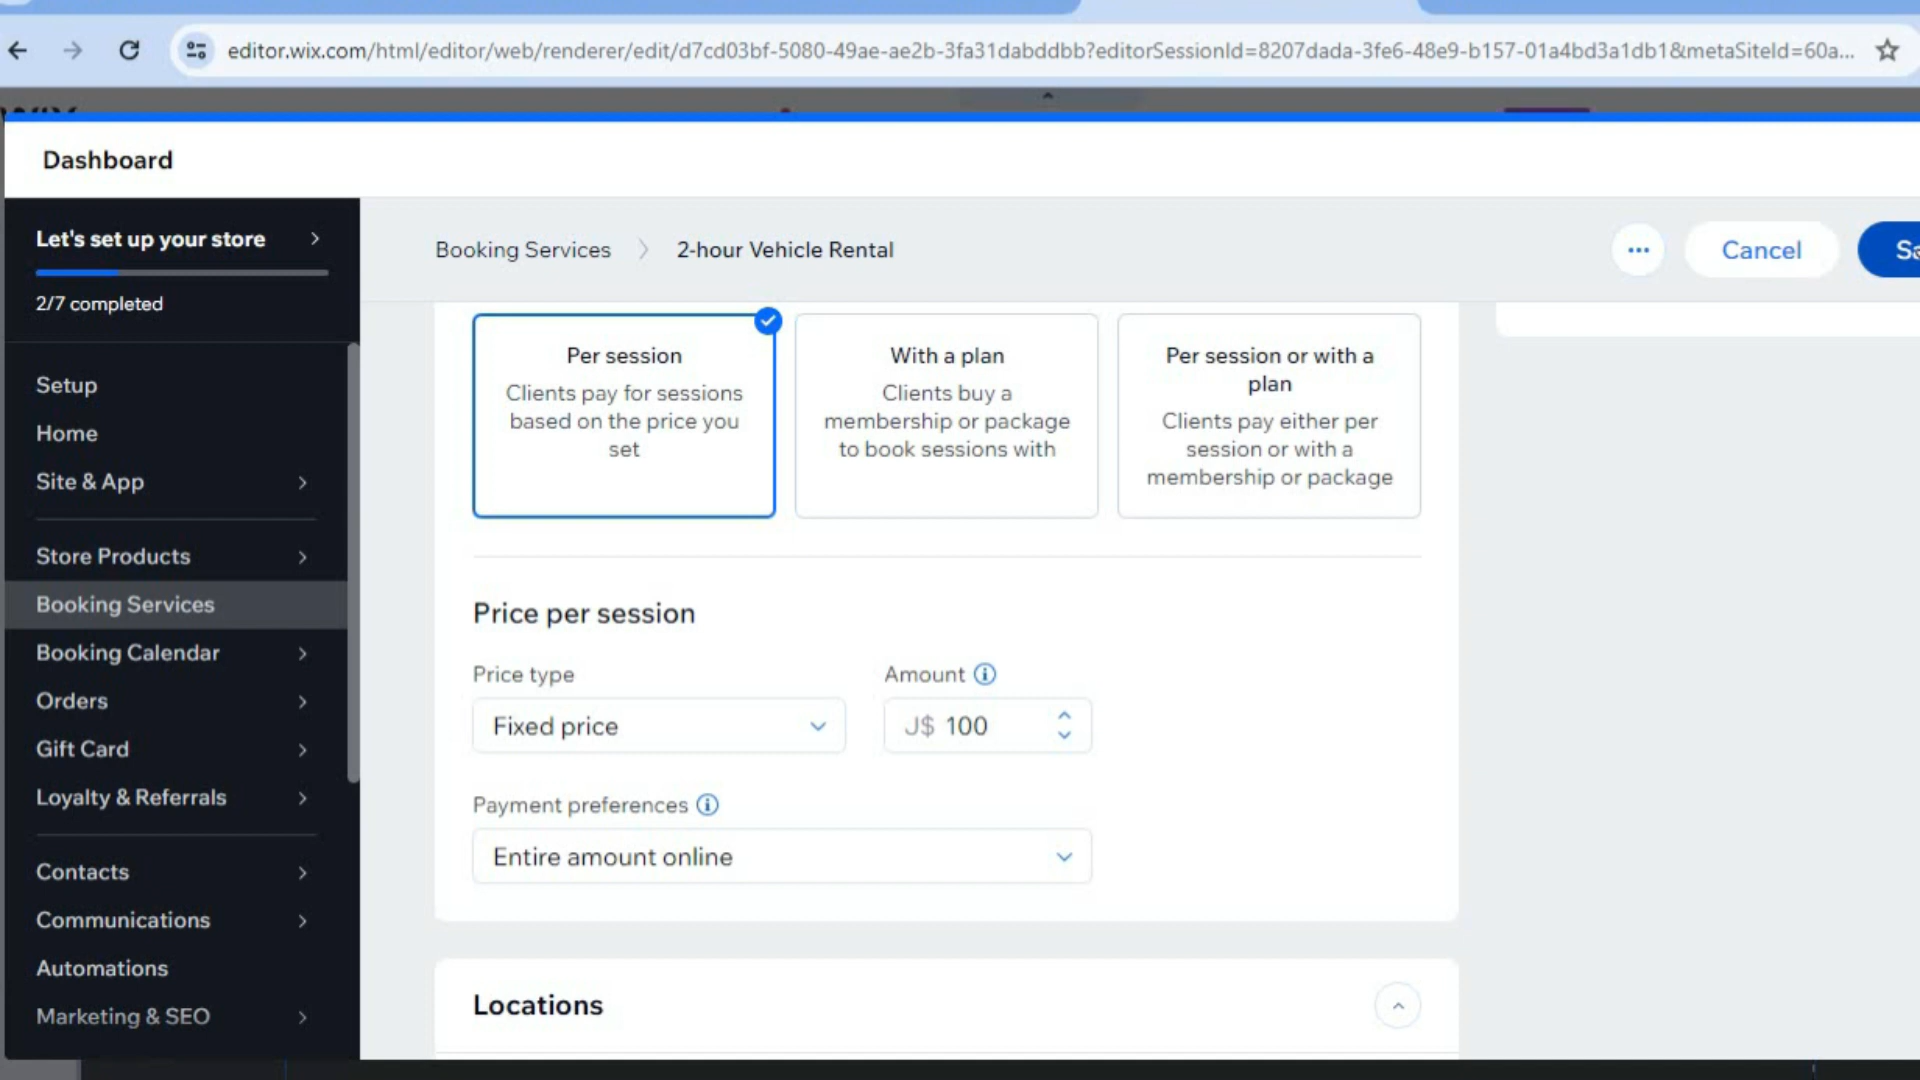 editor.wix.com/html/editor/web/renderer/edit/d7cd03bf-5080-49ae-ae2b-3fa31dabddbb?editorSessionId=8207dada-3fe6-48e9-b157-01a4bd3a1db1&metaSiteId=60a...
Dashboard
Let's set up your store
2/7 completed
Booking Services
2-hour Vehicle Rental
Cancel
Setup
Home
Site & App
Store Products
Booking Services
Booking Calendar
Orders
Gift Card
Loyalty & Referrals
Contacts
Communications
Automations
Marketing & SEO
Per session
Clients pay for sessions
based on the price you
set
With a plan
Clients buy a
membership or package
to book sessions with
Per session or with a
plan
Clients pay either per
session or with a
membership or package
Price per session
Price type
Amount
Fixed price
J$ 100
Payment preferences
Entire amount online
Locations